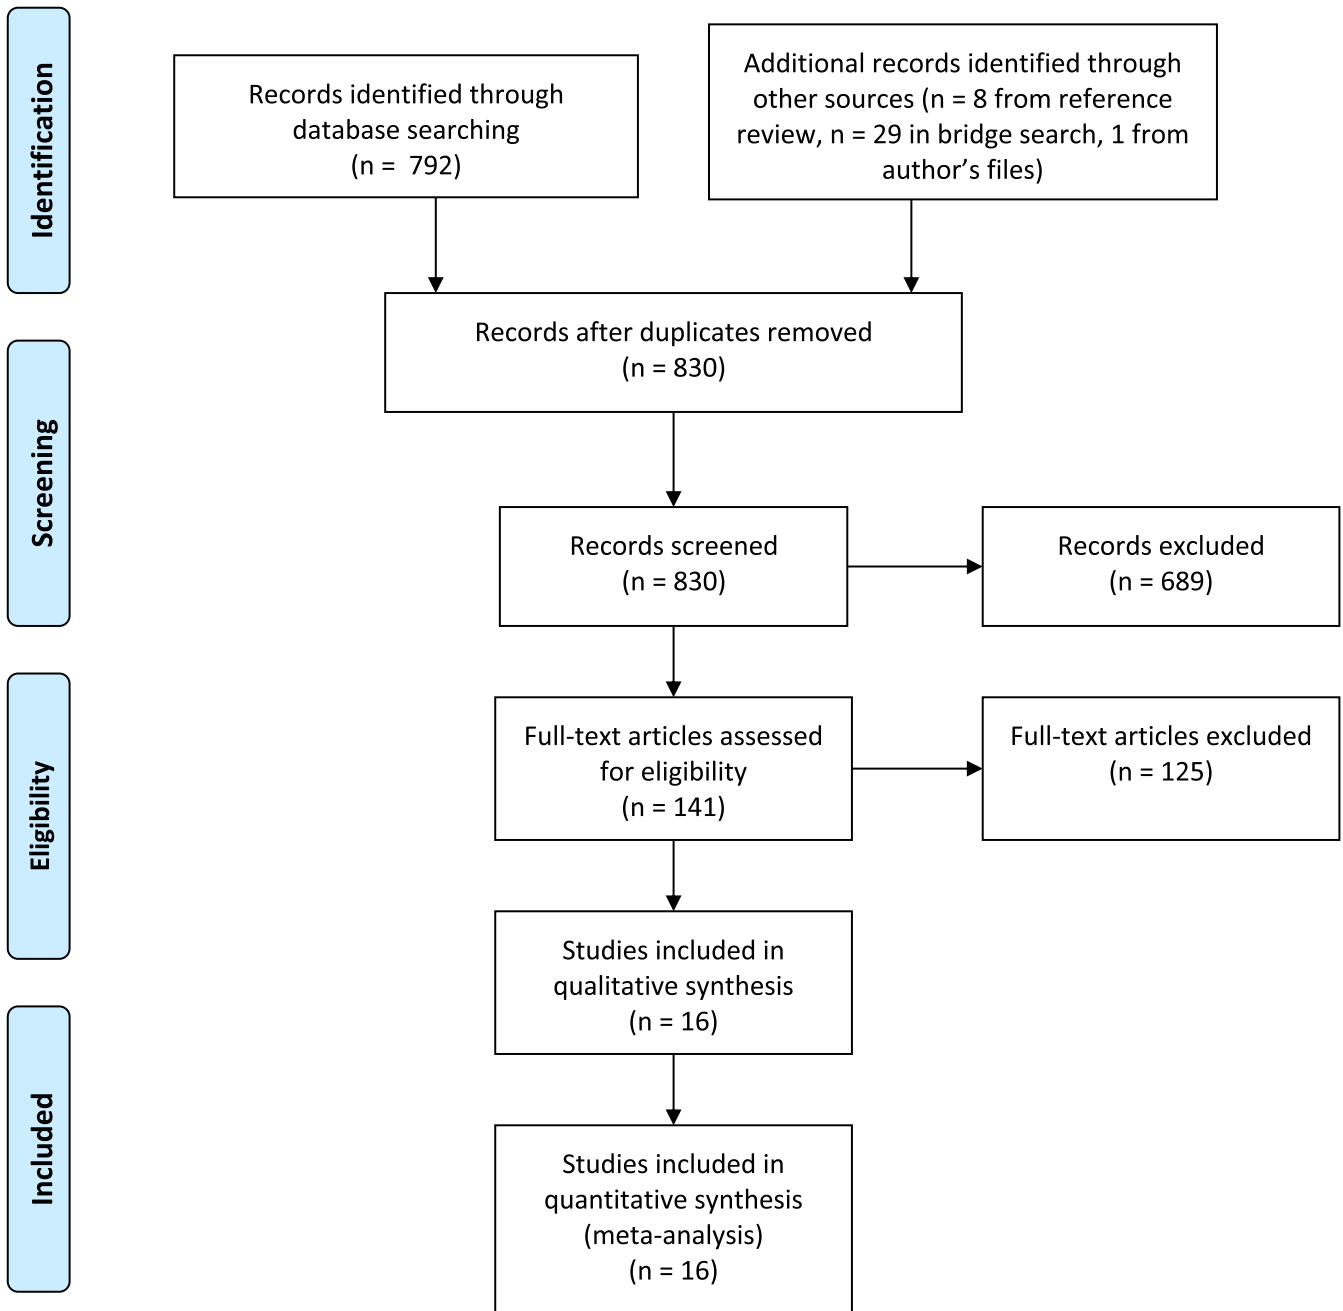 Identification
Records identified through
database searching
(n =  792)
Additional records identified through
other sources (n = 8 from reference
review, n = 29 in bridge search, 1 from
author’s files)
Records after duplicates removed
(n = 830)
Screening
Records screened
(n = 830)
Records excluded
(n = 689)
Eligibility
Full-text articles assessed
for eligibility
(n = 141)
Full-text articles excluded
(n = 125)
Studies included in
qualitative synthesis
(n = 16)
Included
Studies included in
quantitative synthesis
(meta-analysis)
(n = 16)